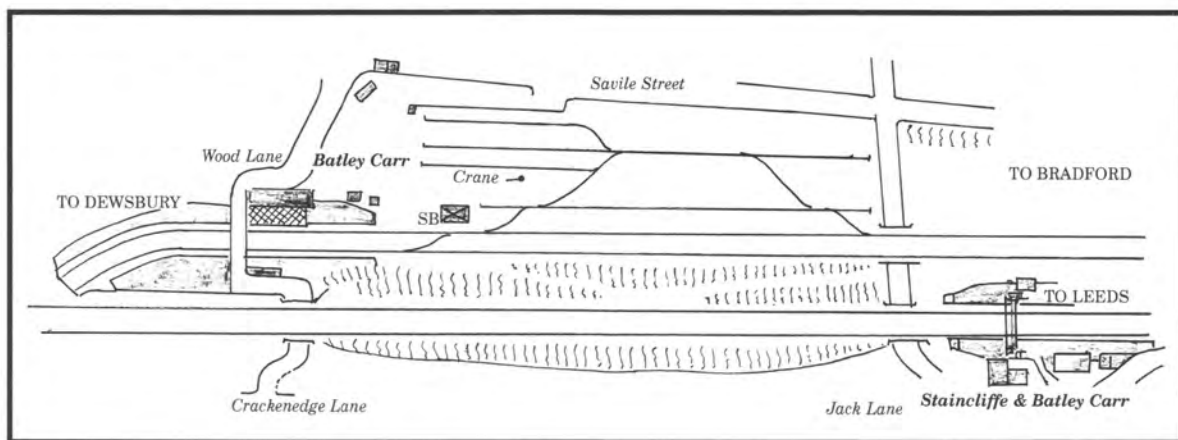 Savile Street
Wood Lane
Batley Carr
Crane
TO BRADFORD
TO DEWSBURY
SB
TO LEEDS
Crackenedge Lane
Jack Lane
Staincliffe & Batley Carr